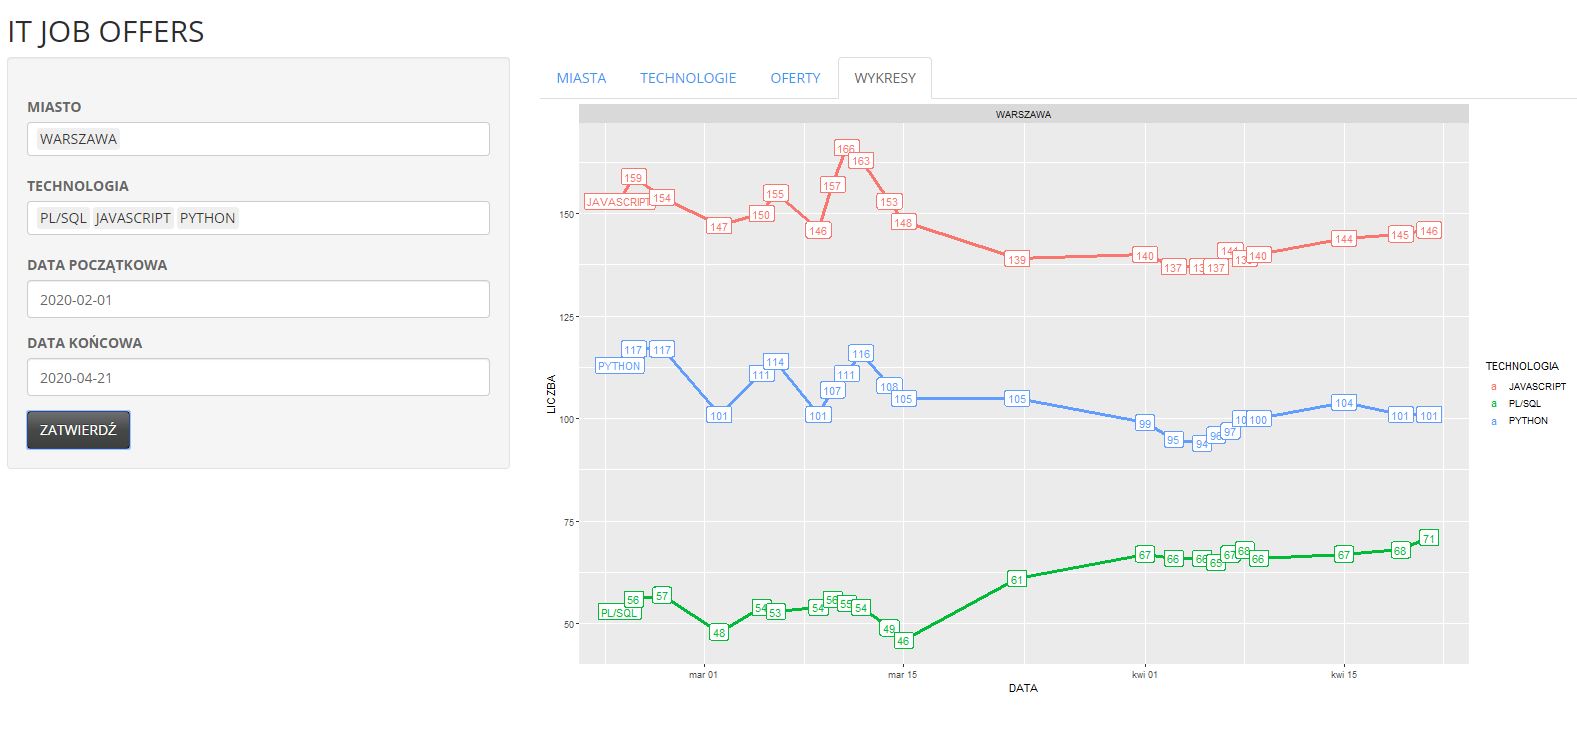 IT JOB OFFERS
MIASTO
WARSZAWA
TECHNOLOGIA
PL/SQL JAVASCRIPT PYTHON
DATA POCZĄTKOWA
2020-02-01
DATA KOŃCOWA
2020-04-21
ZATWIERDŹ
MIASTA TECHNOLOGIE OFERTY WYKRESY
WARSZAWA
LICZBA
150
125
100
75
50
JAVASCRIPT 159 154 147 150 155 146 157 166 163 153 148 139 140 137 137 140 144 145 146
PYTHON 117 117 101 111 114 101 107 111 116 108 105 105 99 95 94 96 97 100 104 101 101
PL/SQL 56 57 48 54 53 54 56 55 54 49 46 61 67 66 66 65 67 68 66 67 68 71
mar 01 mar 15 kwi 01 kwi 15
DATA
TECHNOLOGIA
a JAVASCRIPT
a PL/SQL
a PYTHON